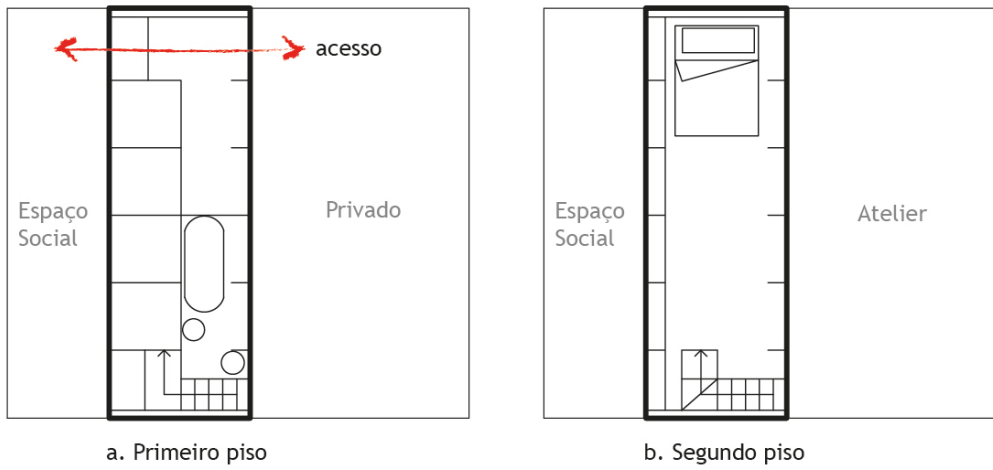 acesso
Espaço
Social
Privado
Espaço
Social
Atelier
a. Primeiro piso
b. Segundo piso